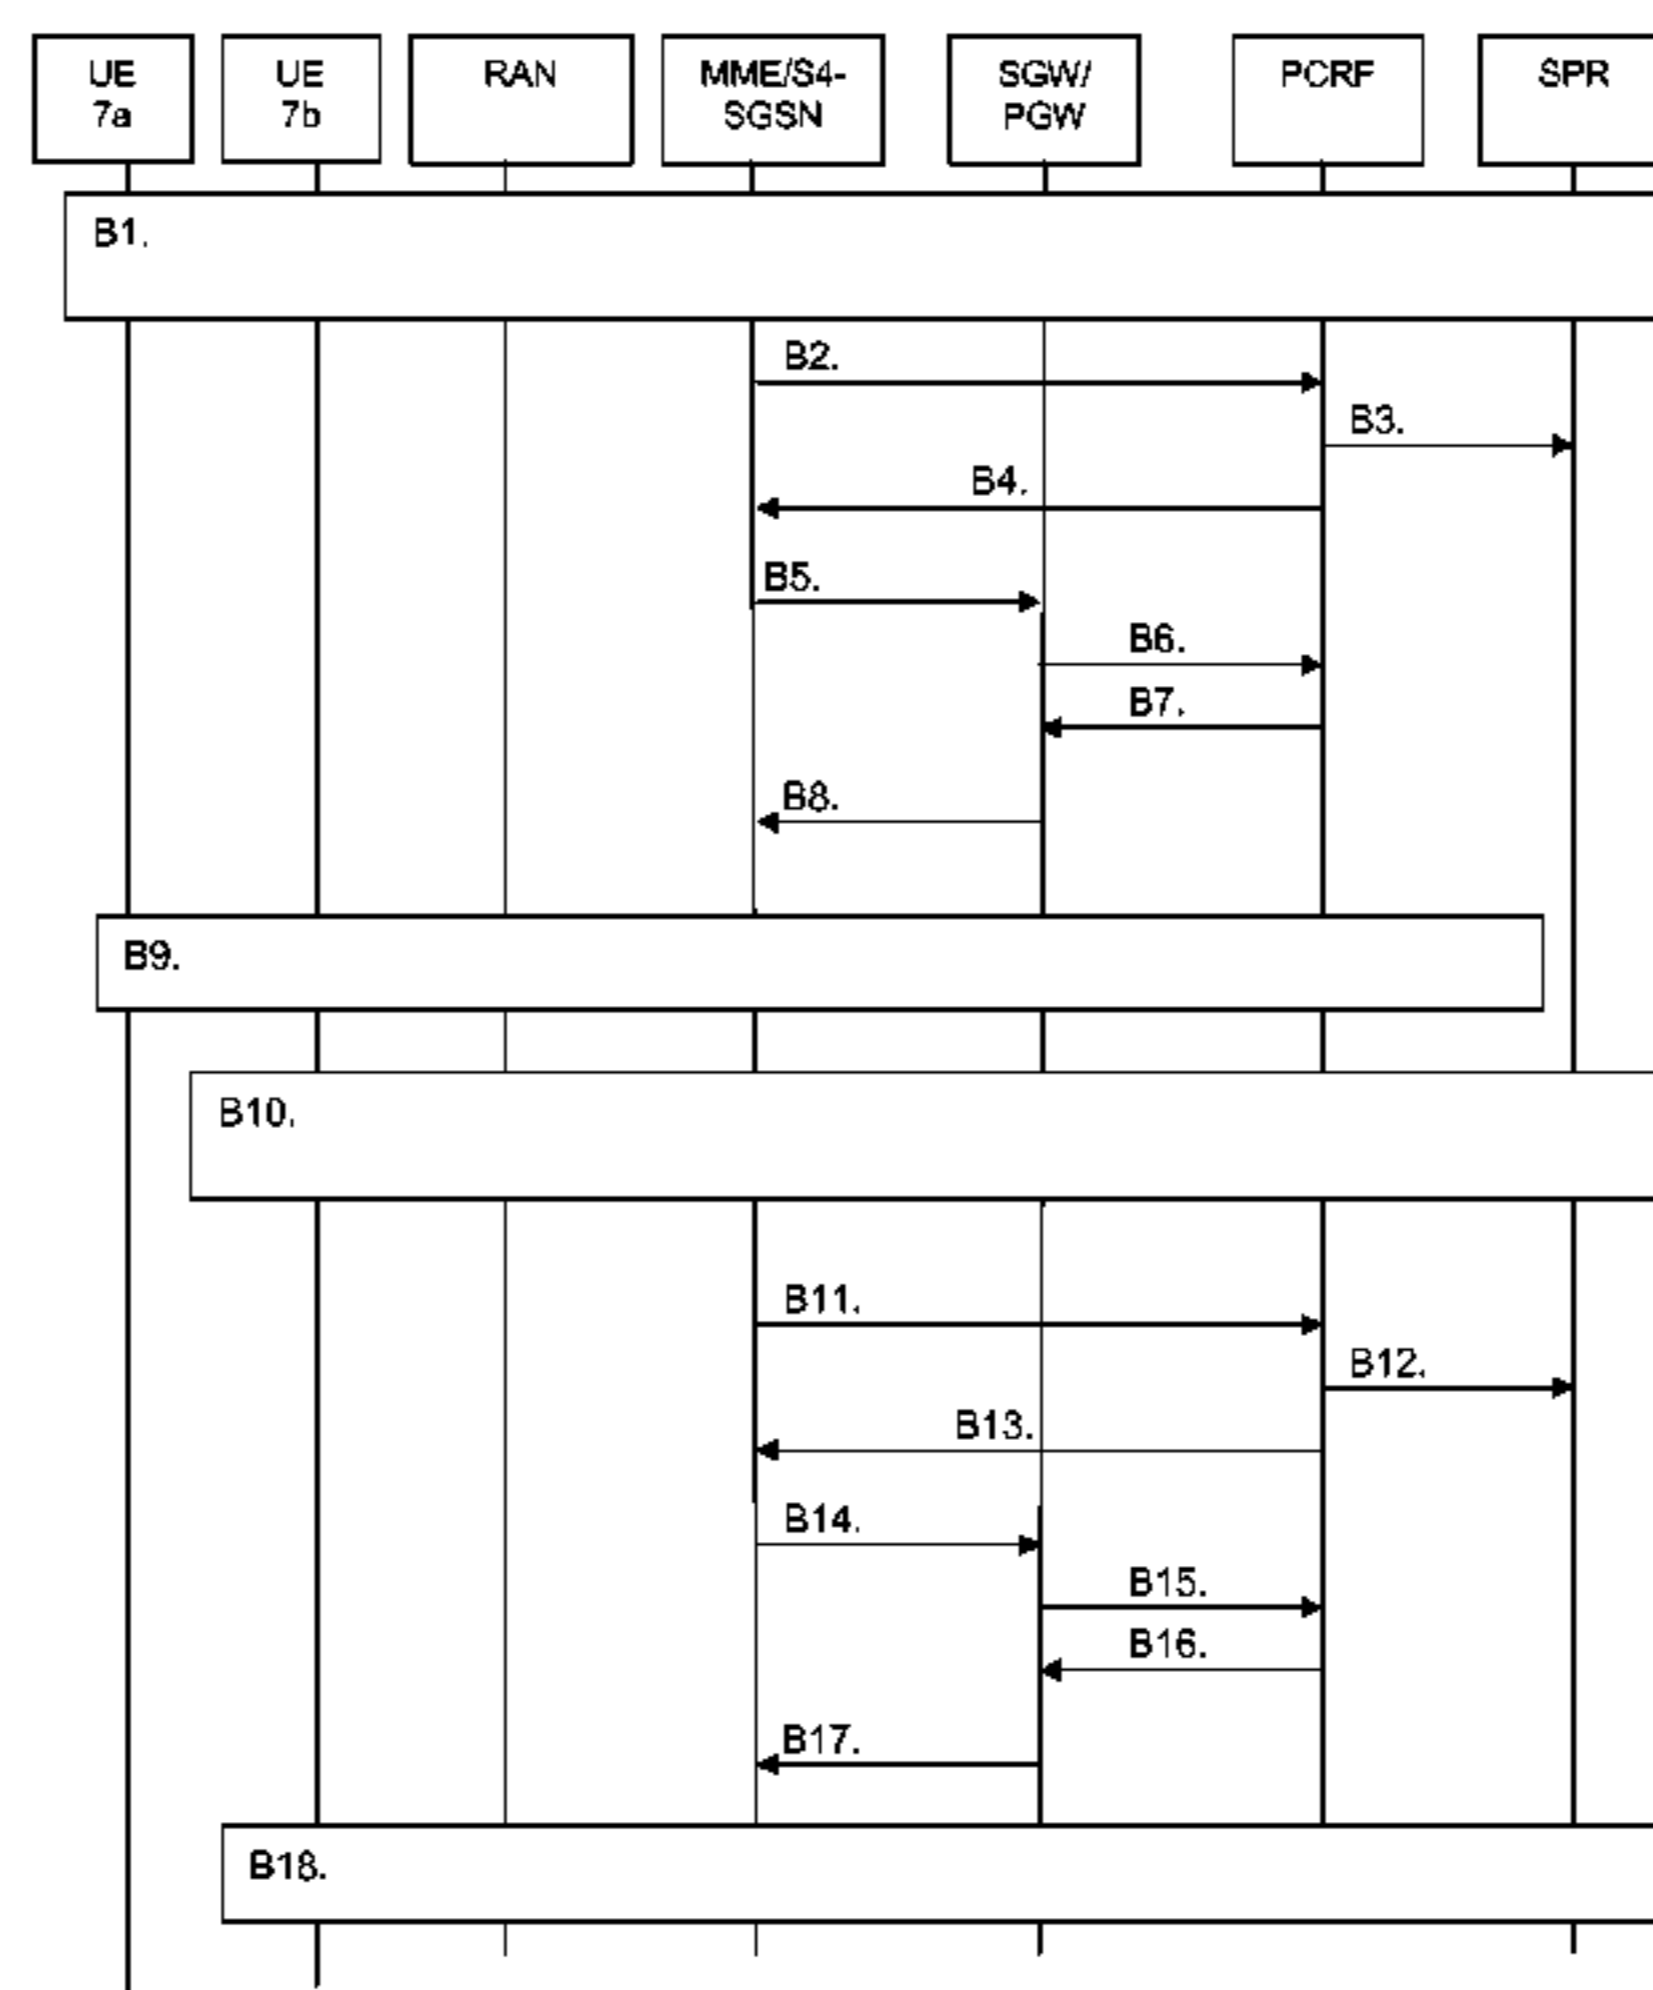 UE
7a
UE
7b
RAN
MME/S4-
SGSN
SGW/
PGW
PCRF
SPR
B1.
B2.
B3.
B4.
B5.
B6.
B7.
B8.
B9.
B10.
B11.
B12.
B13.
B14.
B15.
B16.
B17.
B18.